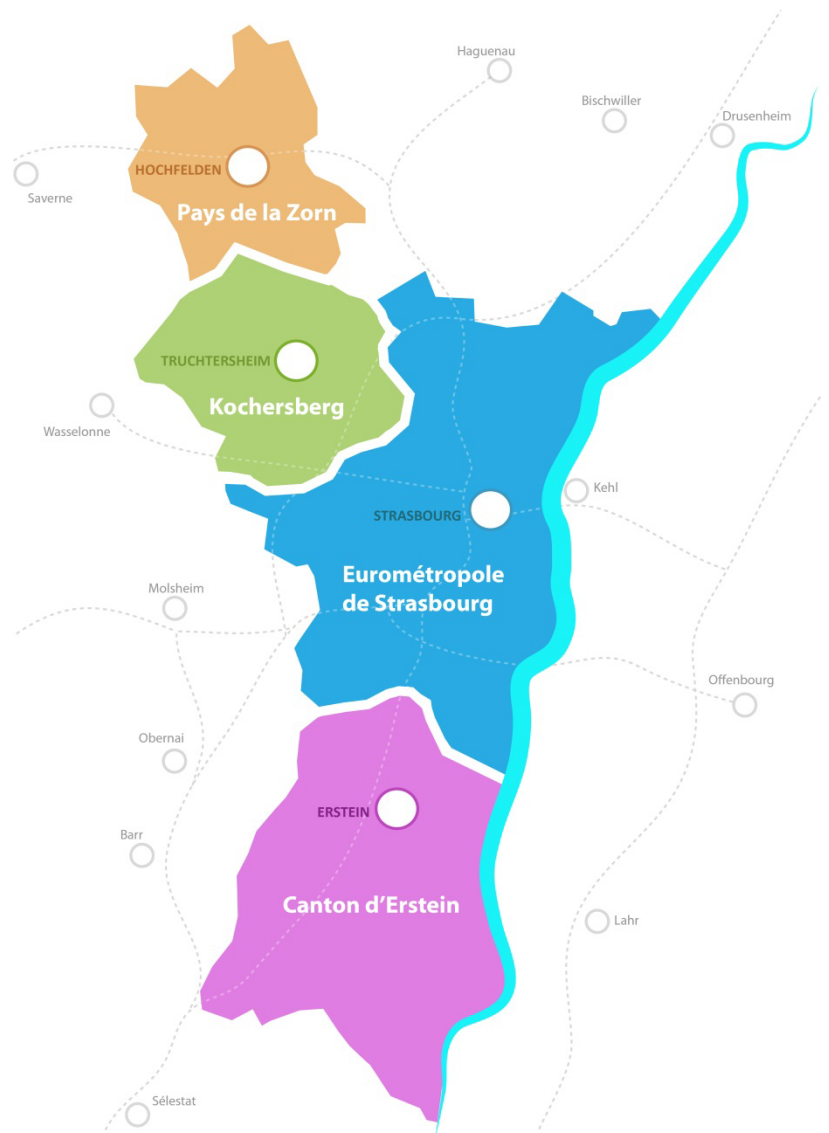 Haguenau
Bischwiller
Drusenheim
HOCHFELDEN
Saverne
Pays de la Zorn
TRUCHTERSHEIM
Kochersberg
Wasselonne
Kehl
STRASBOURG
Eurométropole
de Strasbourg
Molsheim
Offenbourg
Obernai
ERSTEIN
Barr
Canton d'Erstein
Lahr
Sélestat